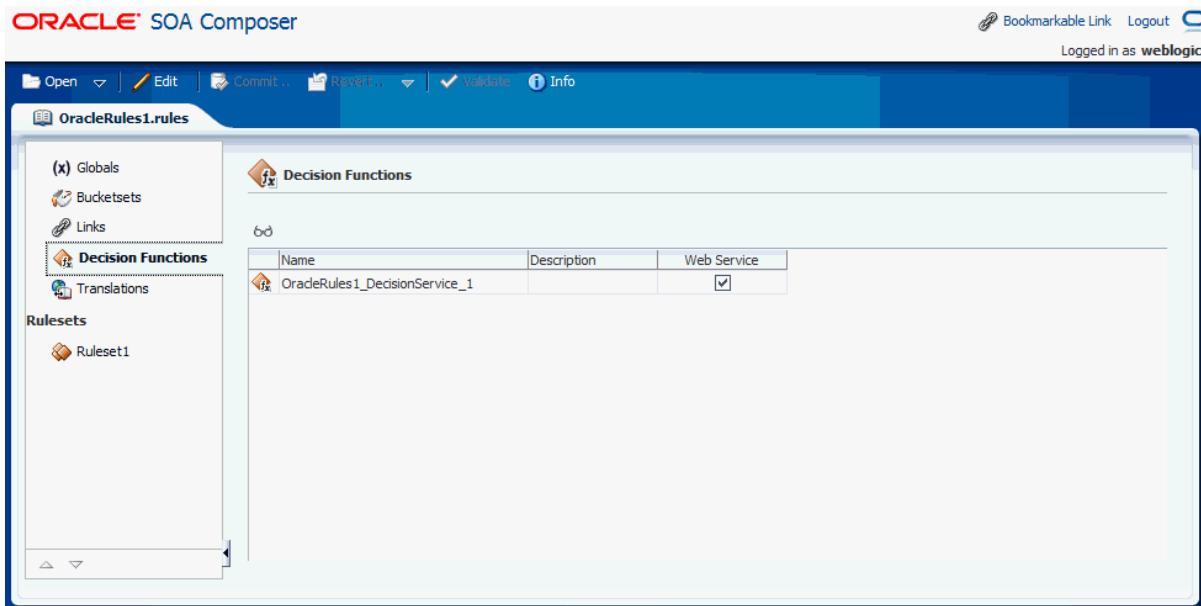 ORACLE SOA Composer
Bookmarkable Link Logout
Logged in as weblogic
Open Edit Commit .. Revert.. Validate Info
OracleRules1.rules
(x) Globals
Bucketsets
Links
Decision Functions
Translations
Rulesets
Ruleset1
Decision Functions
Name Description Web Service
OracleRules1_DecisionService_1